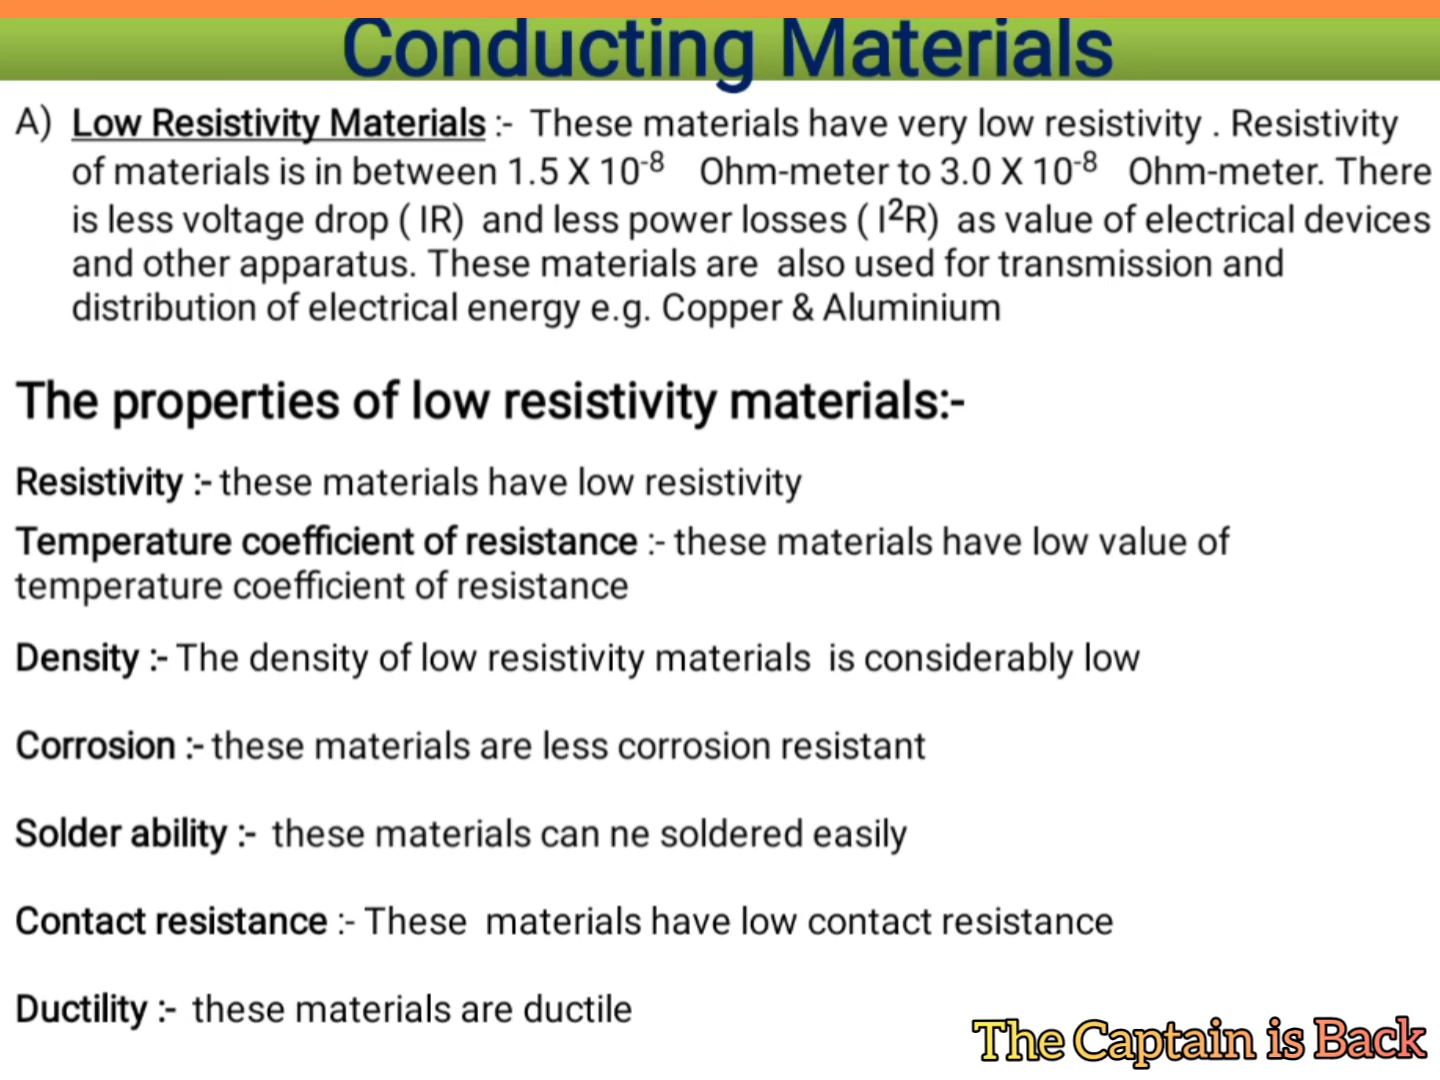 Conducting Materials
A) Low Resistivity Materials :- These materials have very low resistivity . Resistivity
of materials is in between 1.5 X 10⁻⁸ Ohm-meter to 3.0 X 10⁻⁸ Ohm-meter. There
is less voltage drop ( IR) and less power losses ( I²R) as value of electrical devices
and other apparatus. These materials are also used for transmission and
distribution of electrical energy e.g. Copper & Aluminium
The properties of low resistivity materials:-
Resistivity :- these materials have low resistivity
Temperature coefficient of resistance :- these materials have low value of
temperature coefficient of resistance
Density :- The density of low resistivity materials is considerably low
Corrosion :- these materials are less corrosion resistant
Solder ability :- these materials can ne soldered easily
Contact resistance :- These materials have low contact resistance
Ductility :- these materials are ductile
The Captain is Back